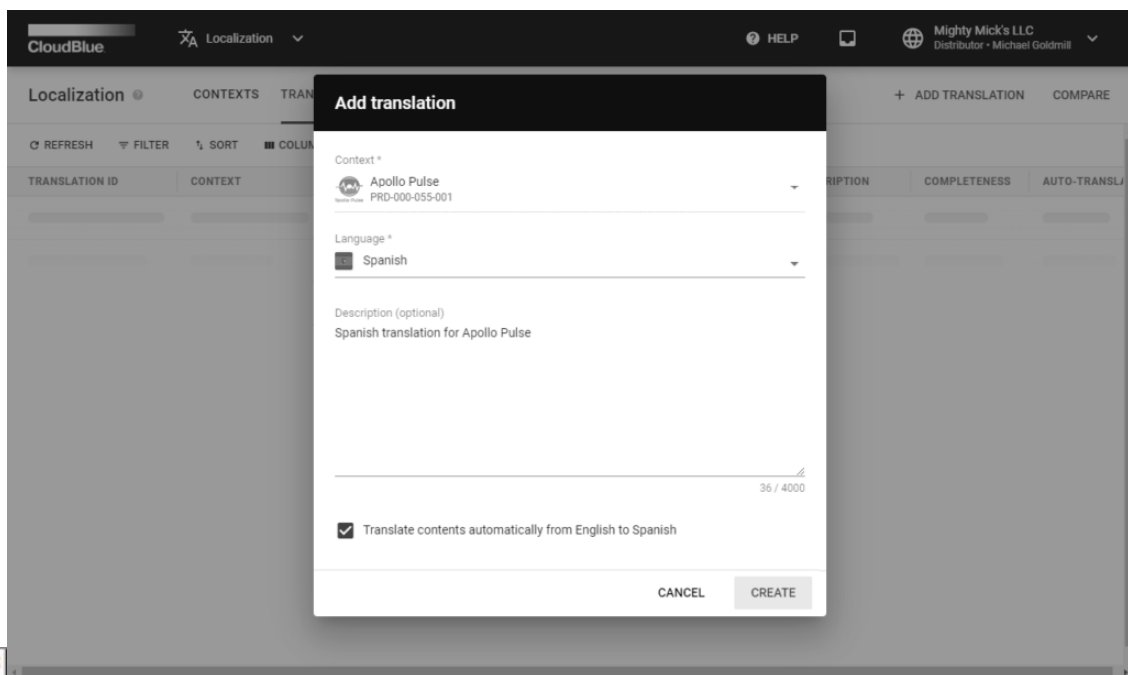 CloudBlue
Localization
HELP
Mighty Mick's LLC
Distributor • Michael Goldmill
Localization
CONTEXTS
TRAN
+ ADD TRANSLATION
COMPARE
REFRESH
FILTER
SORT
COLUM
TRANSLATION ID
CONTEXT
RIPTION
COMPLETENESS
AUTO-TRANSLA
Add translation
Context *
Apollo Pulse
PRD-000-055-001
Language *
Spanish
Description (optional)
Spanish translation for Apollo Pulse
36 / 4000
Translate contents automatically from English to Spanish
CANCEL
CREATE